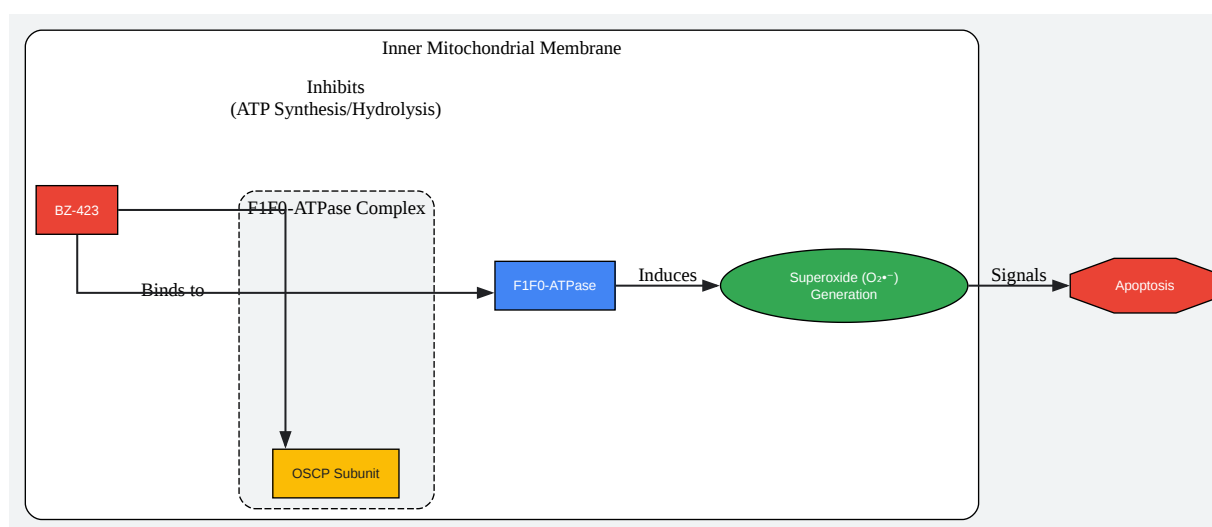 Inner Mitochondrial Membrane
Inhibits
(ATP Synthesis/Hydrolysis)
BZ-423
F1F0-ATPase Complex
Binds to
F1F0-ATPase
Induces
Superoxide (O₂•⁻)
Generation
Signals
Apoptosis
OSCP Subunit